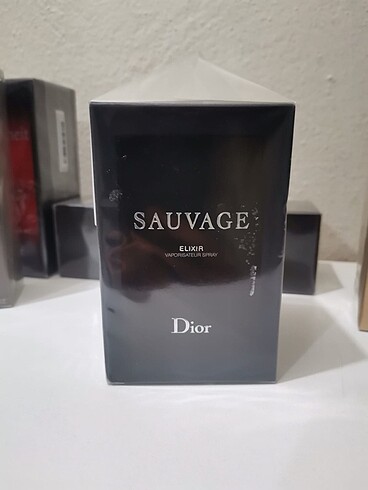 SAUVAGE
ELIXIR
VAPORISATEUR SPRAY
Dior